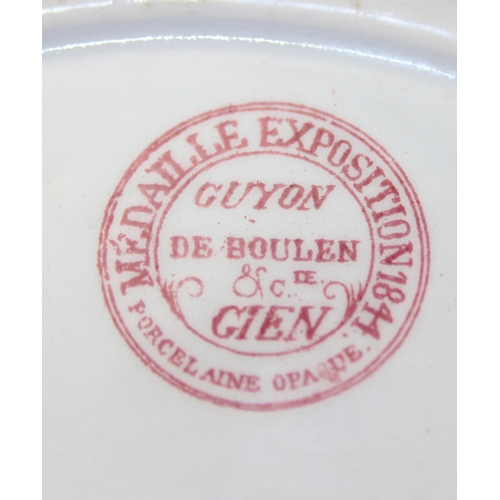 MÉDAILLE EXPOSITION 1844
GUYON
DE BOULEN
& C. DE
GIEN
PORCELAINE OPAQUE.